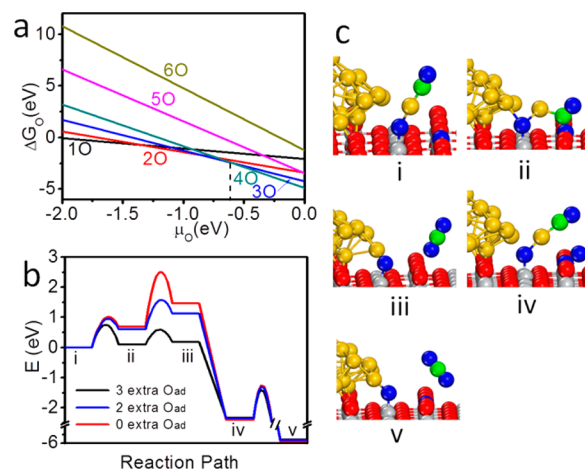 a
ΔG_O(eV)
10
5
0
-5
6O
5O
1O
2O
4O
3O
-2.0 -1.5 -1.0 -0.5 0.0
μ_O(eV)
b
E (eV)
3
2
1
0
-1
-2
-6
i ii iii iv v
3 extra O_ad
2 extra O_ad
0 extra O_ad
Reaction Path
c
i ii
iii iv
v